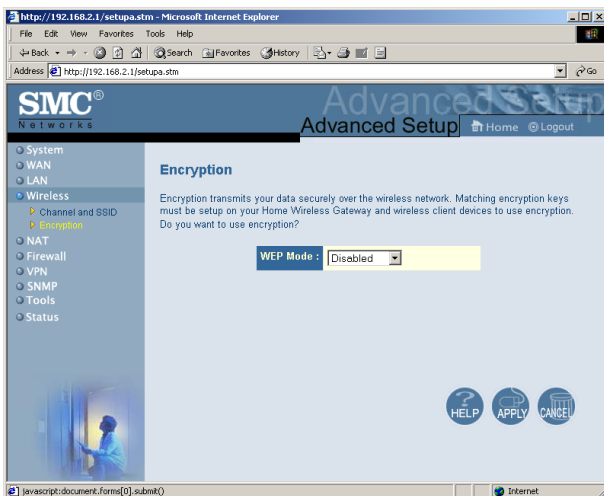 http://192.168.2.1/setupa.stm - Microsoft Internet Explorer
File Edit View Favorites Tools Help
Back Search Favorites History
Address http://192.168.2.1/setupa.stm Go
SMC®
Networks
Advanced Setup
Advanced Setup Home Logout
System
WAN
LAN
Wireless
Channel and SSID
Encryption
NAT
Firewall
VPN
SNMP
Tools
Status
Encryption
Encryption transmits your data securely over the wireless network. Matching encryption keys
must be setup on your Home Wireless Gateway and wireless client devices to use encryption.
Do you want to use encryption?
WEP Mode : Disabled
HELP APPLY CANCEL
javascript:document.forms[0].submit() Internet